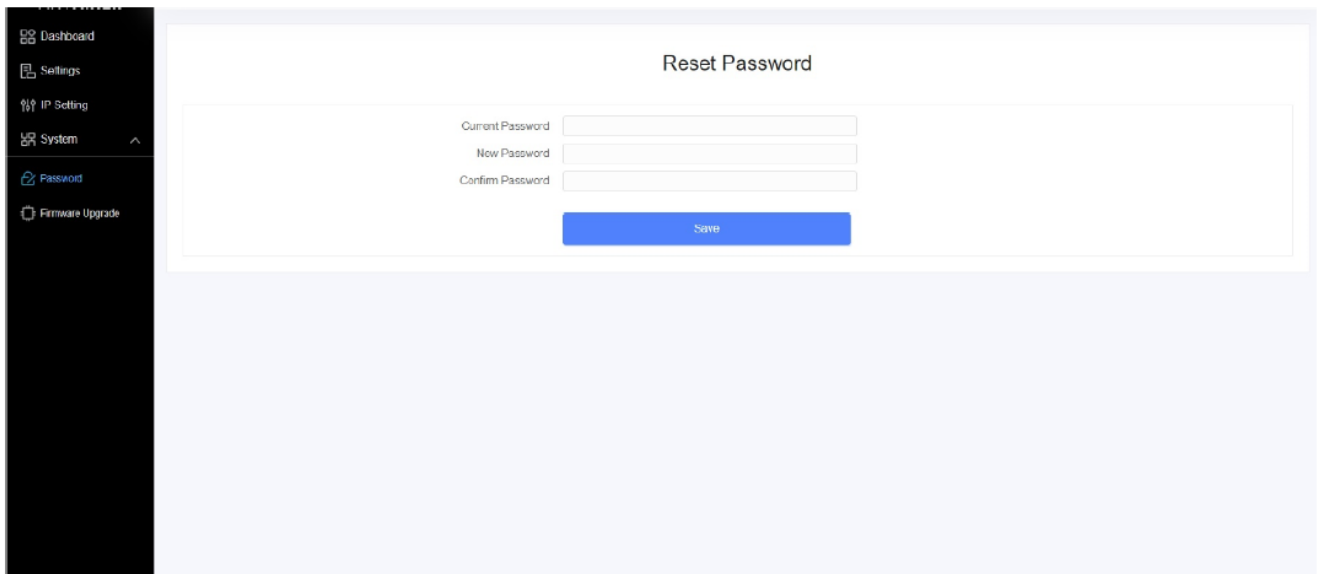 Dashboard
Settings
IP Setting
System
Password
Firmware Upgrade
Reset Password
Current Password
New Password
Confirm Password
Save